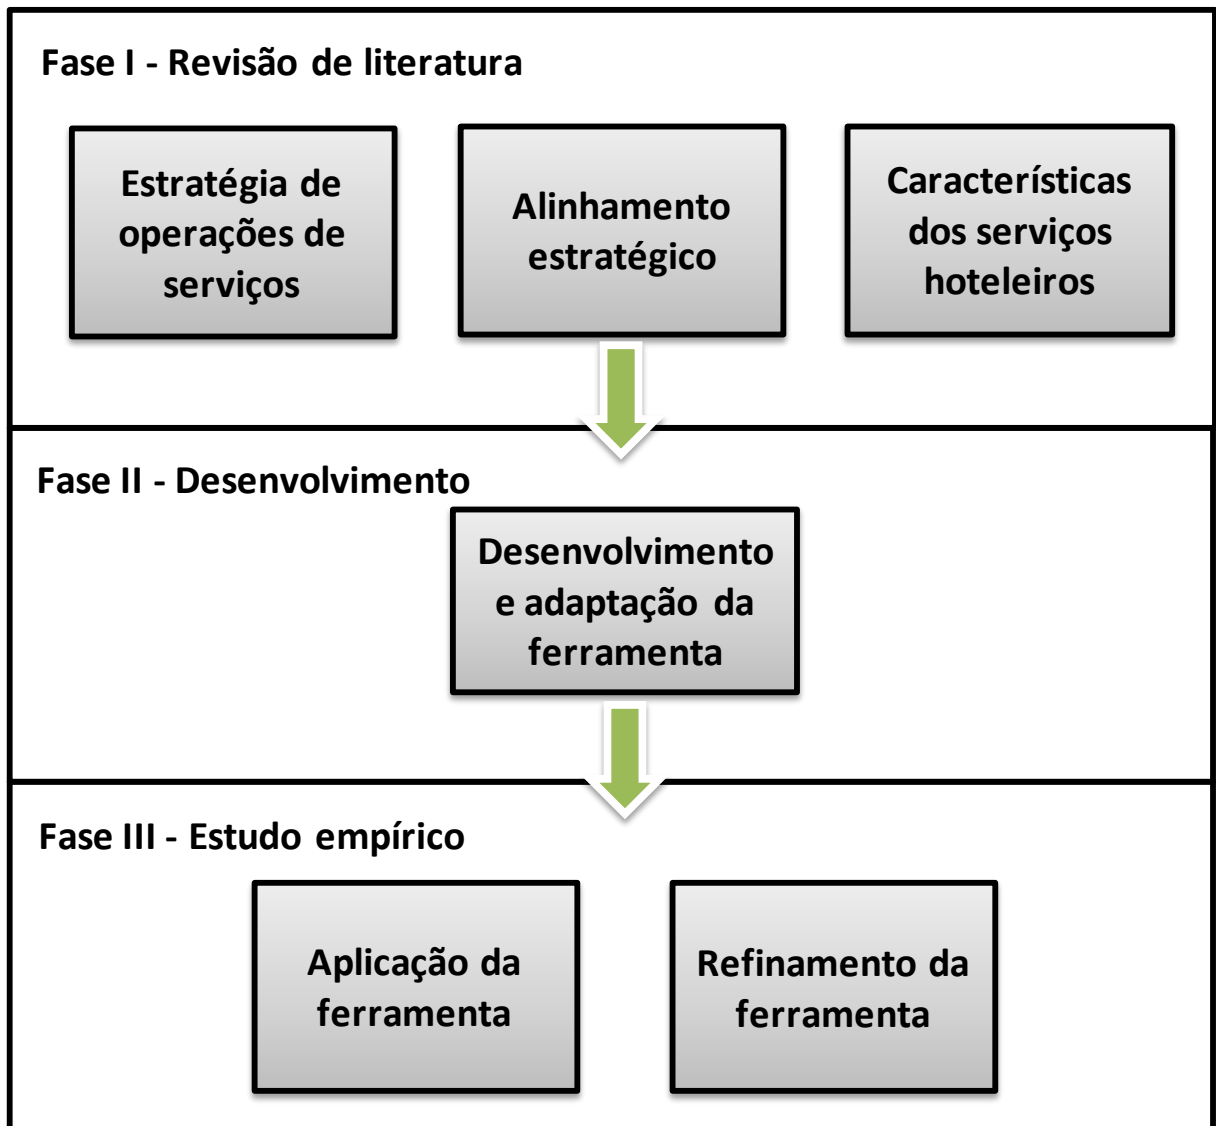 Fase I - Revisão de literatura
Estratégia de
operações de
serviços
Alinhamento
estratégico
Características
dos serviços
hoteleiros
Fase II - Desenvolvimento
Desenvolvimento
e adaptação da
ferramenta
Fase III - Estudo empírico
Aplicação da
ferramenta
Refinamento da
ferramenta